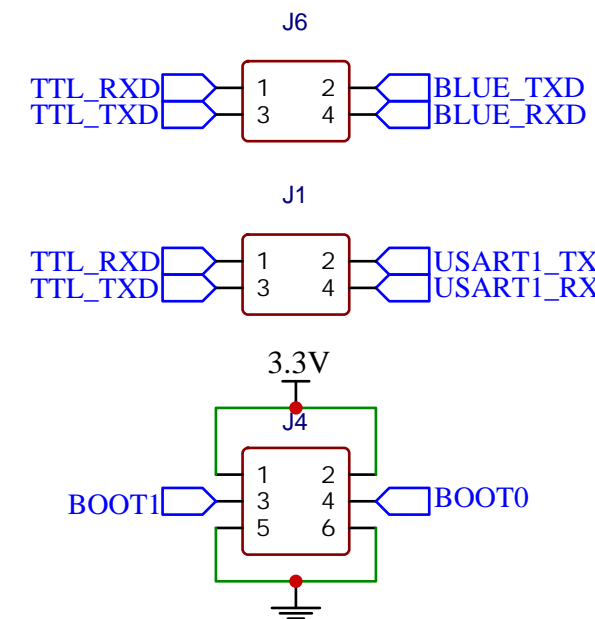 J6
TTL_RXD 1 2 BLUE_TXD
TTL_TXD 3 4 BLUE_RXD
J1
TTL_RXD 1 2 USART1_TX
TTL_TXD 3 4 USART1_RX
3.3V
J4
1 2
BOOT1 3 4 BOOT0
5 6